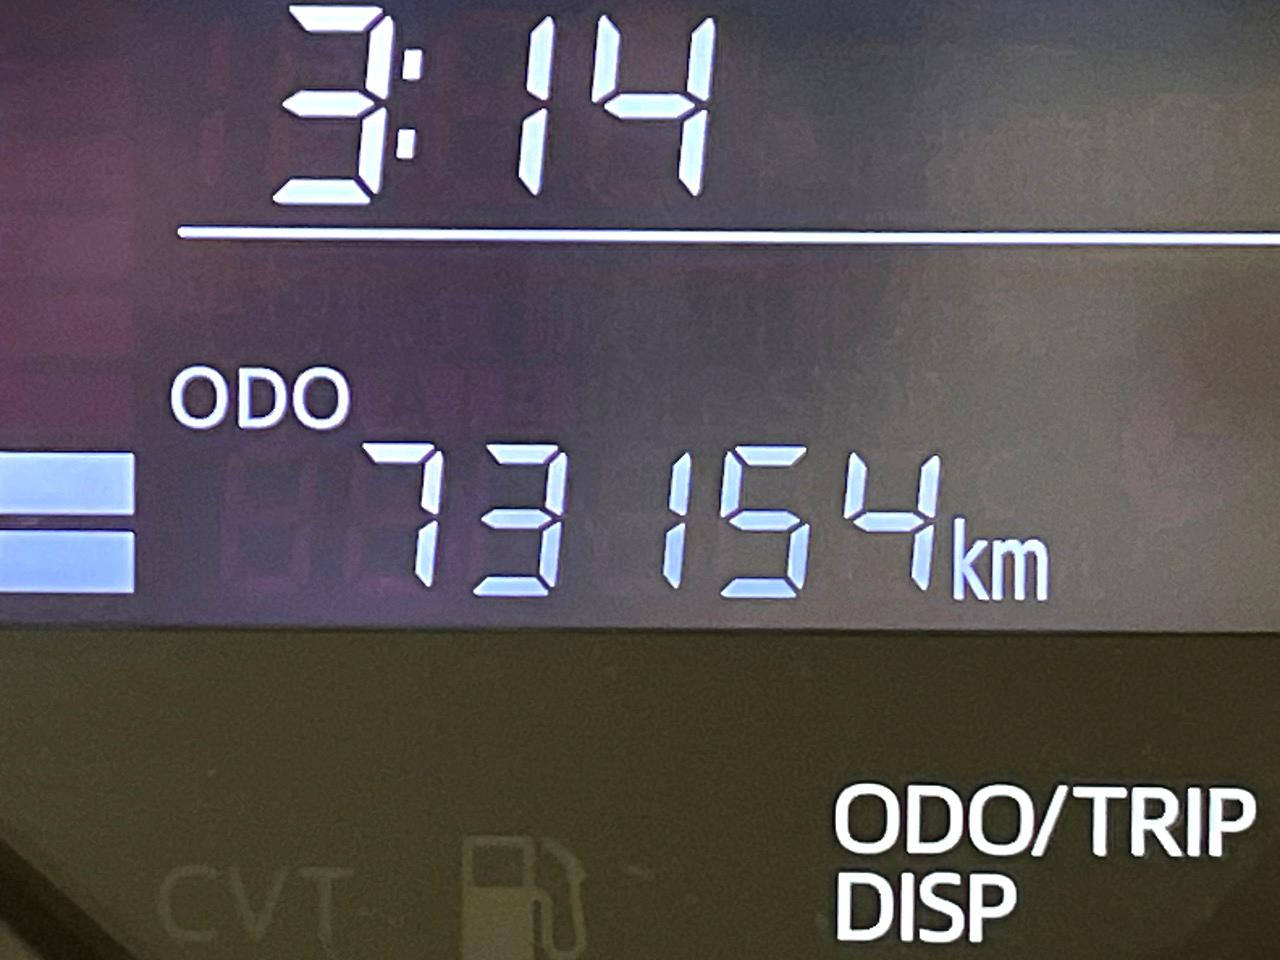 3:14
ODO
73154km
ODO/TRIP
DISP
CVT